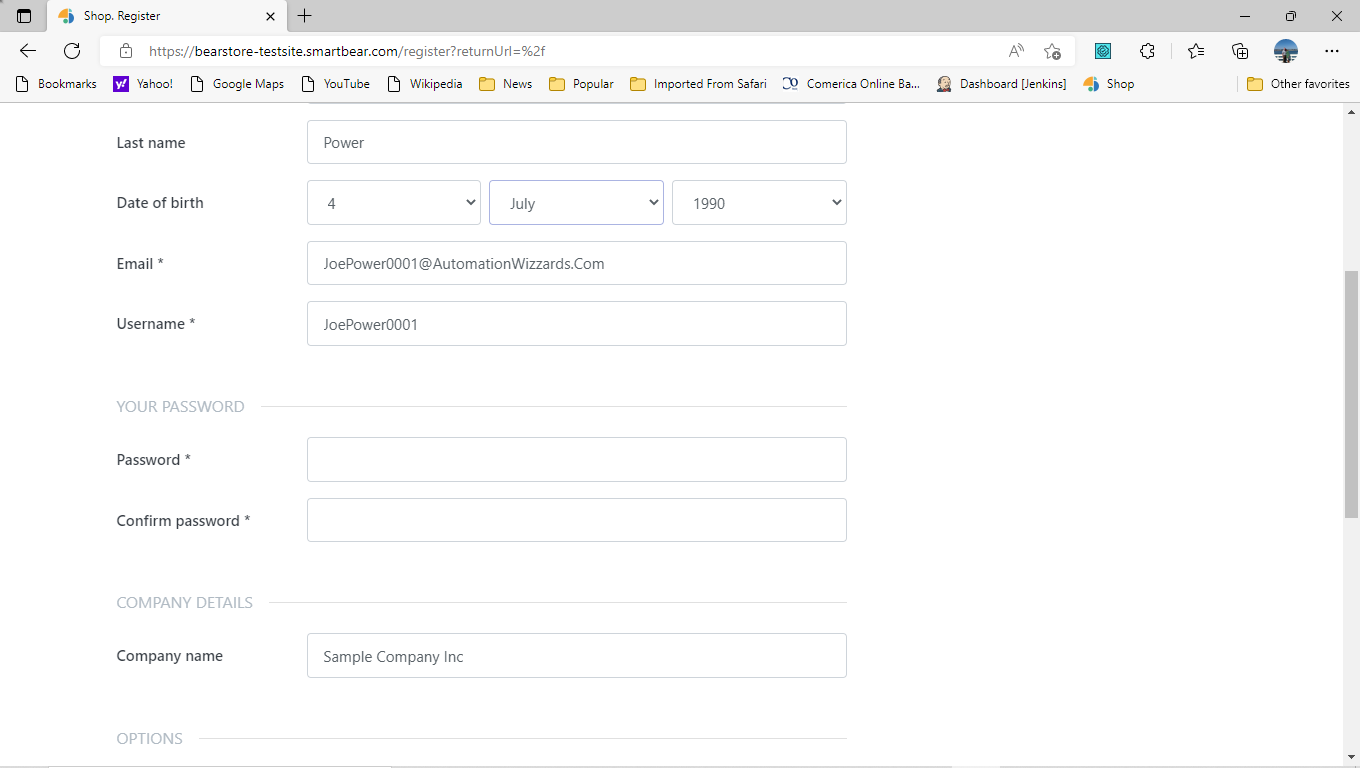 Shop. Register
https://bearstore-testsite.smartbear.com/register?returnUrl=%2f
Bookmarks Yahoo! Google Maps YouTube Wikipedia News Popular Imported From Safari Comerica Online Ba... Dashboard [Jenkins] Shop Other favorites
Last name Power
Date of birth 4 July 1990
Email * JoePower0001@AutomationWizzards.Com
Username * JoePower0001
YOUR PASSWORD
Password *
Confirm password *
COMPANY DETAILS
Company name Sample Company Inc
OPTIONS